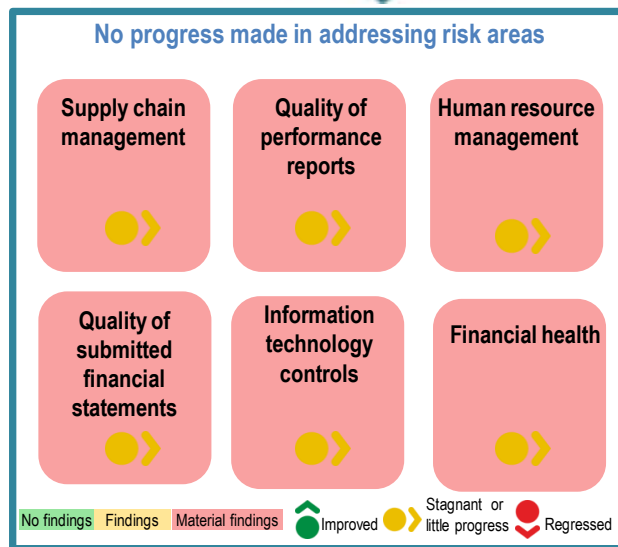 No progress made in addressing risk areas
Supply chain
management
Quality of
performance
reports
Human resource
management
Quality of
submitted
financial
statements
Information
technology
controls
Financial health
No findings
Findings
Material findings
Improved
Stagnant or
little progress
Regressed